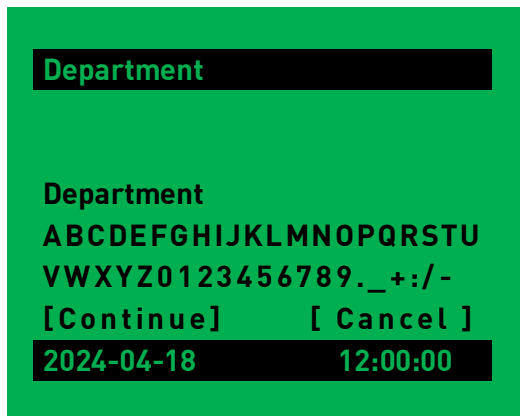 Department
Department
ABCDEFGHIJKLMNOPQRSTU
VWXYZ0123456789._+:/-
[Continue] [ Cancel ]
2024-04-18 12:00:00